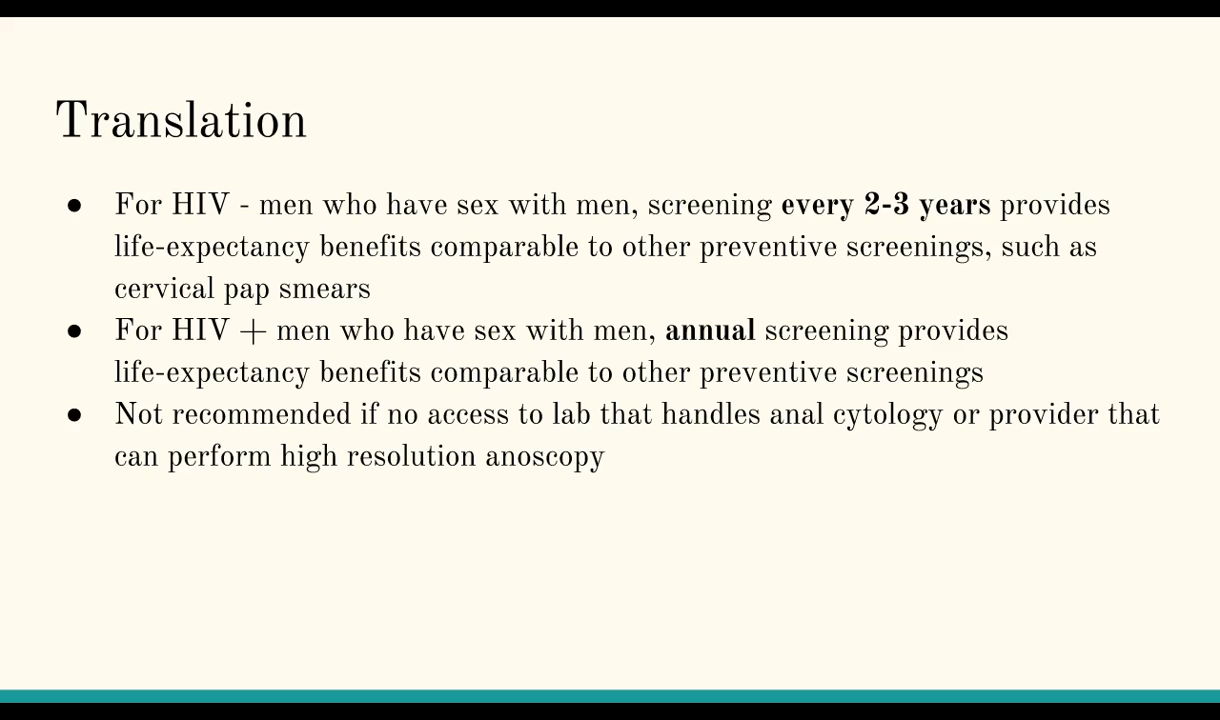 Translation
● For HIV - men who have sex with men, screening every 2-3 years provides
life-expectancy benefits comparable to other preventive screenings, such as
cervical pap smears
● For HIV + men who have sex with men, annual screening provides
life-expectancy benefits comparable to other preventive screenings
● Not recommended if no access to lab that handles anal cytology or provider that
can perform high resolution anoscopy